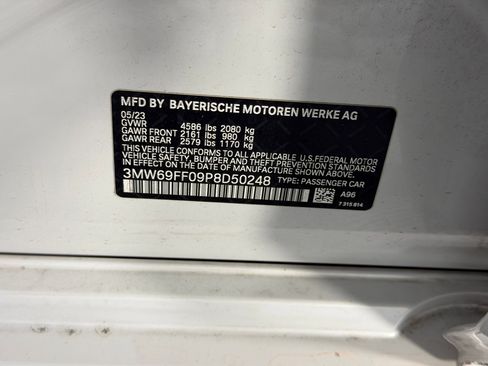 MFD BY BAYERISCHE MOTOREN WERKE AG
05/23
GVWR 4586 lbs 2080 kg
GAWR FRONT 2161 lbs 980 kg
GAWR REAR 2579 lbs 1170 kg
THIS VEHICLE CONFORMS TO ALL APPLICABLE U.S.FEDERAL MOTOR
VEHICLE SAFETY, BUMPER, AND THEFT PREVENTION STANDARDS
IN EFFECT ON THE DATE OF MANUFACTURE SHOWN ABOVE.
3MW69FF09P8D50248 TYPE: PASSENGER CAR
A96
7 315 814